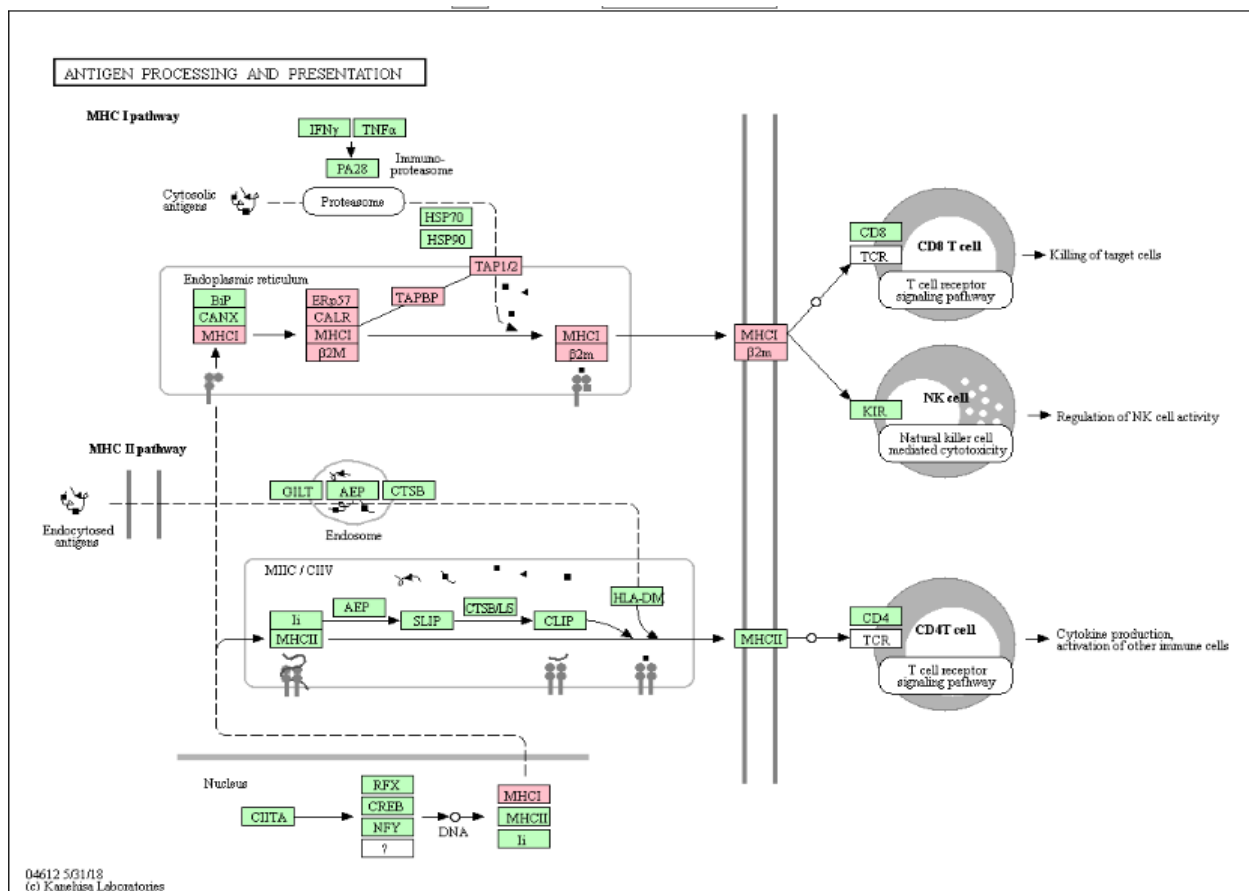 ANTIGEN PROCESSING AND PRESENTATION
MHC I pathway
IFNγ
TNFα
PA28
Immuno-
proteasome
Cytosolic
antigens
Proteasome
HSP70
HSP90
TAP1/2
Endoplasmic reticulum
BiP
CANX
MHCI
ERp57
CALR
MHCI
β2M
TAPBP
MHCI
β2m
MHCI
β2m
CD8
TCR
CD8 T cell
T cell receptor
signaling pathway
Killing of target cells
KIR
NK cell
Natural killer cell
mediated cytotoxicity
Regulation of NK cell activity
MHC II pathway
Endocytosed
antigens
GILT
AEP
CTSB
Endosome
MIIC / CIIV
Ii
MHCII
AEP
SLIP
CTSB/L/S
CLIP
HLA-DM
MHCII
CD4
TCR
CD4T cell
T cell receptor
signaling pathway
Cytokine production,
activation of other immune cells
Nucleus
CIITA
RFX
CREB
NFY
?
DNA
MHCI
MHCII
Ii
04612 5/31/18
(c) Kanehisa Laboratories